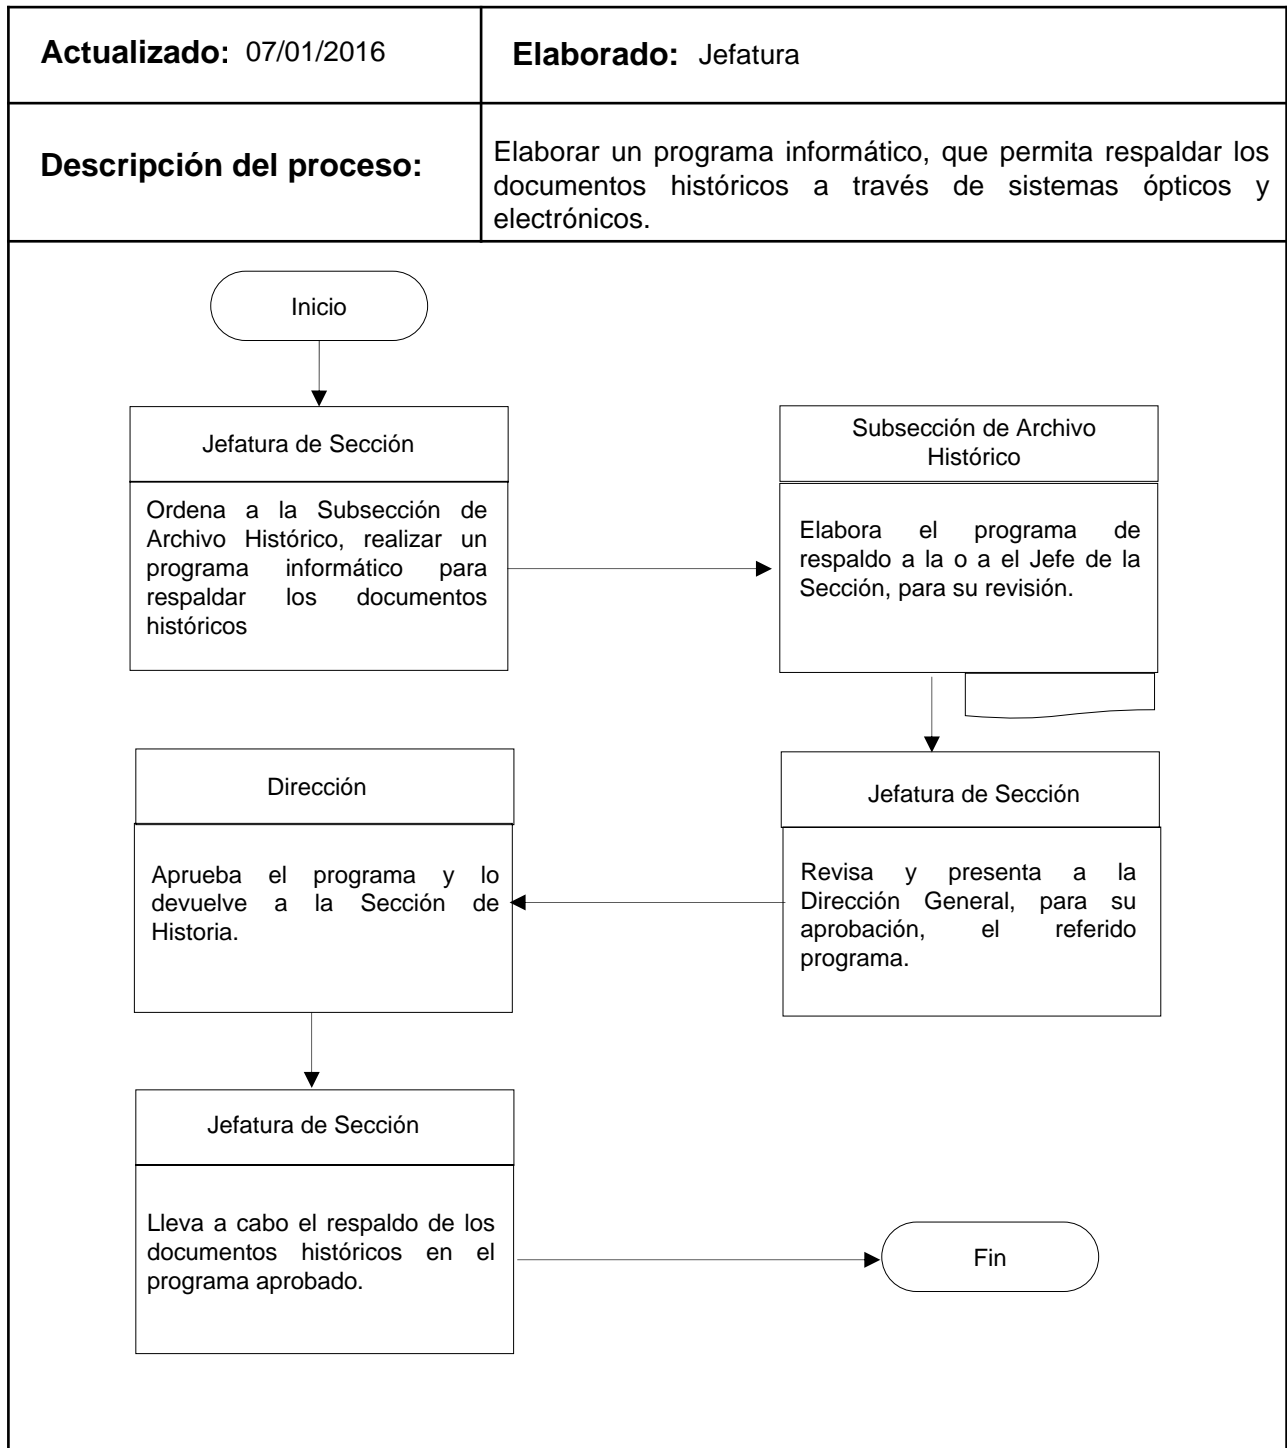 Actualizado: 07/01/2016
Elaborado: Jefatura
Descripción del proceso:
Elaborar un programa informático, que permita respaldar los
documentos históricos a través de sistemas ópticos y
electrónicos.
Inicio
Jefatura de Sección
Ordena a la Subsección de
Archivo Histórico, realizar un
programa informático para
respaldar los documentos
históricos
Subsección de Archivo
Histórico
Elabora el programa de
respaldo a la o a el Jefe de la
Sección, para su revisión.
Jefatura de Sección
Revisa y presenta a la
Dirección General, para su
aprobación, el referido
programa.
Dirección
Aprueba el programa y lo
devuelve a la Sección de
Historia.
Jefatura de Sección
Lleva a cabo el respaldo de los
documentos históricos en el
programa aprobado.
Fin